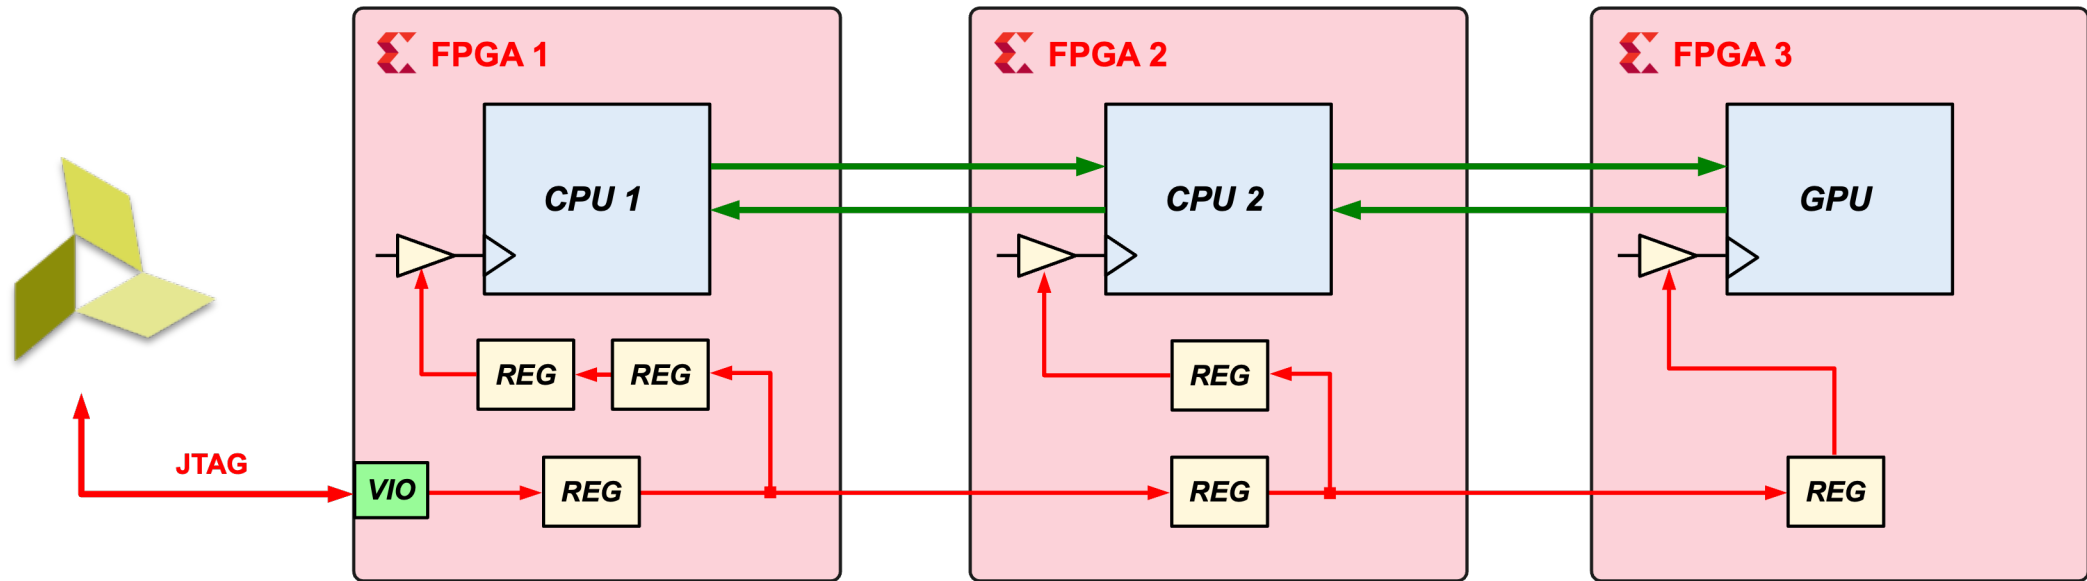 FPGA 1
FPGA 2
FPGA 3
CPU 1
CPU 2
GPU
REG
REG
REG
JTAG
VIO
REG
REG
REG